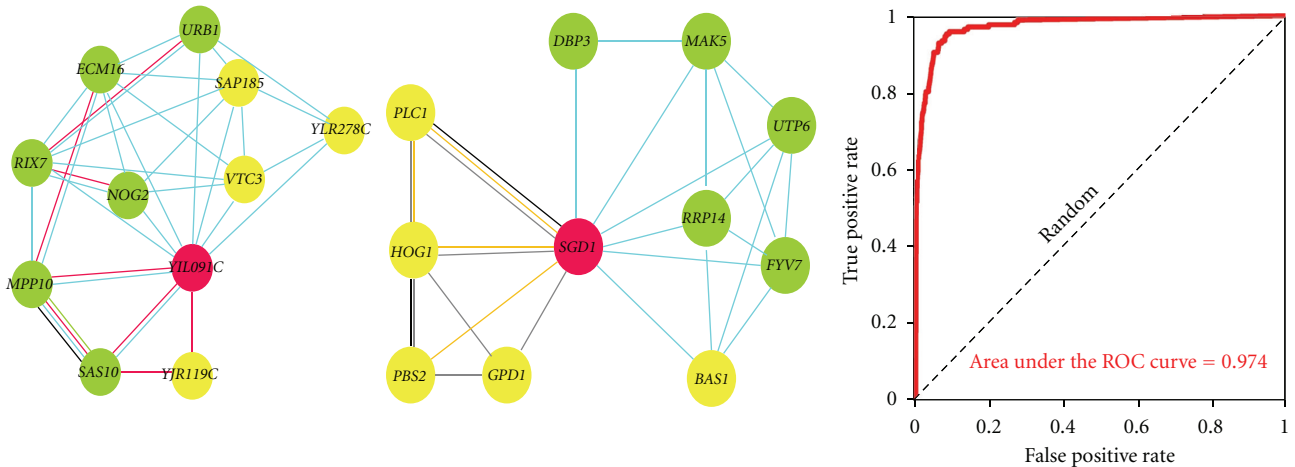 URB1
ECM16
SAP185
YLR278C
RIX7
NOG2
VTC3
MPP10
YIL091C
SAS10
YJR119C
DBP3
MAK5
PLC1
UTP6
RRP14
HOG1
SGD1
FYV7
PBS2
GPD1
BAS1
True positive rate
1
0.8
0.6
0.4
0.2
0
Random
Area under the ROC curve = 0.974
0
0.2
0.4
0.6
0.8
1
False positive rate